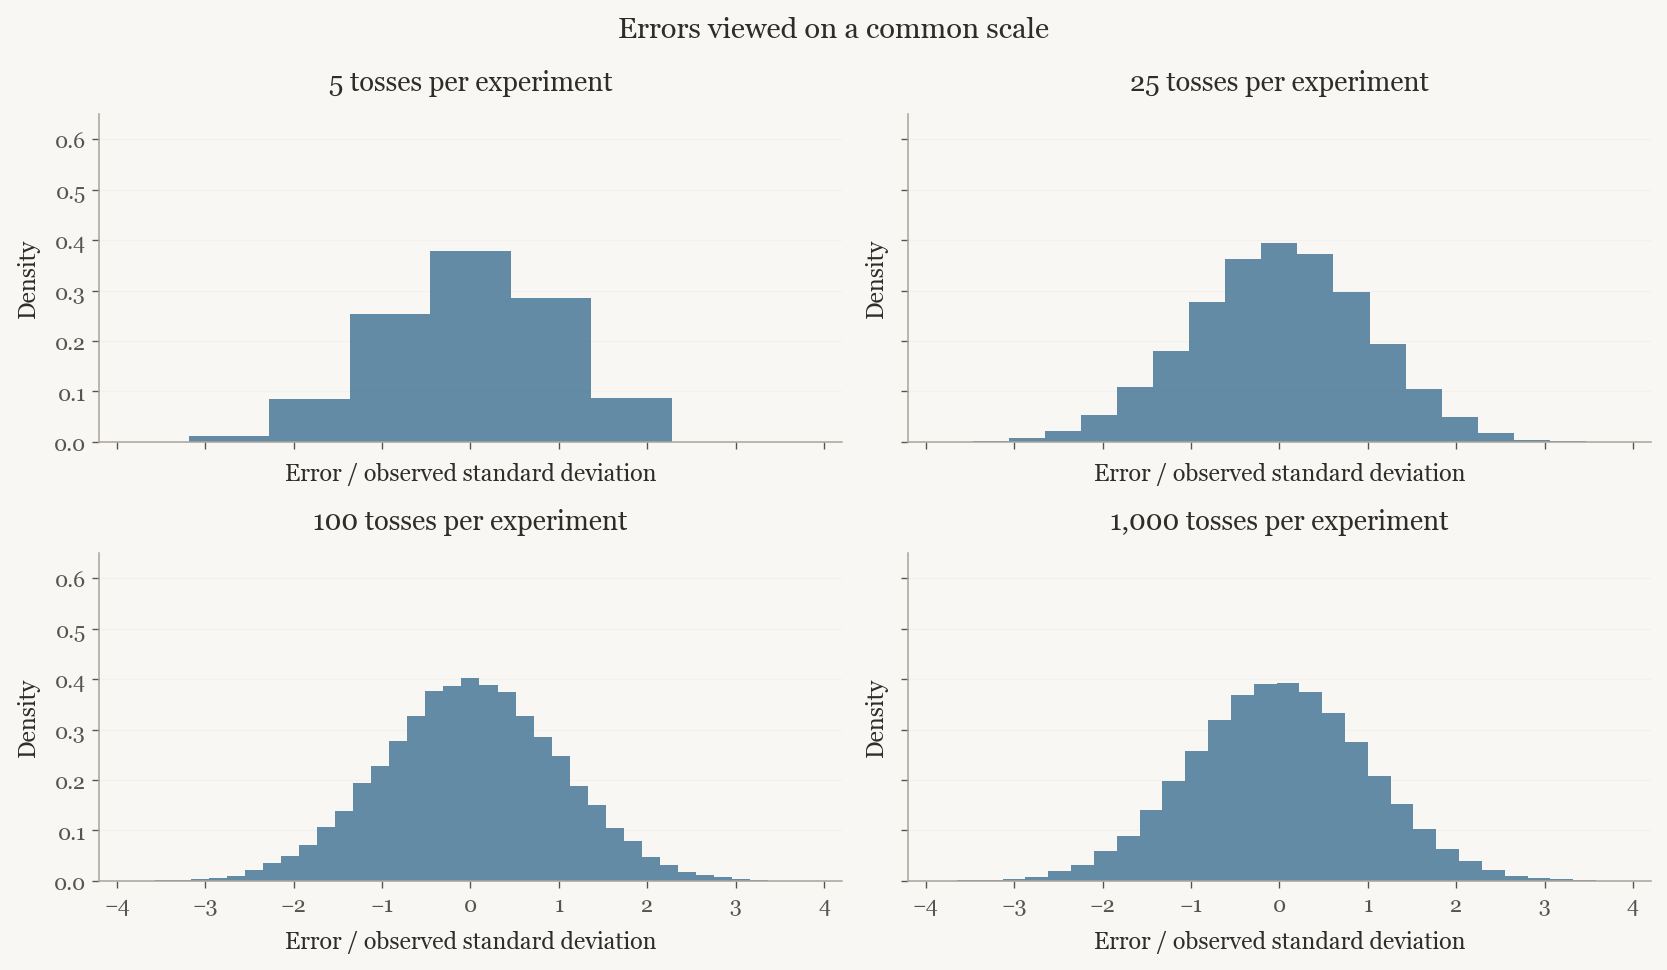 Errors viewed on a common scale
5 tosses per experiment
Density
0.6
0.5
0.4
0.3
0.2
0.1
0.0
Error / observed standard deviation
25 tosses per experiment
Density
Error / observed standard deviation
100 tosses per experiment
Density
0.6
0.5
0.4
0.3
0.2
0.1
0.0
−4 −3 −2 −1 0 1 2 3 4
Error / observed standard deviation
1,000 tosses per experiment
Density
−4 −3 −2 −1 0 1 2 3 4
Error / observed standard deviation